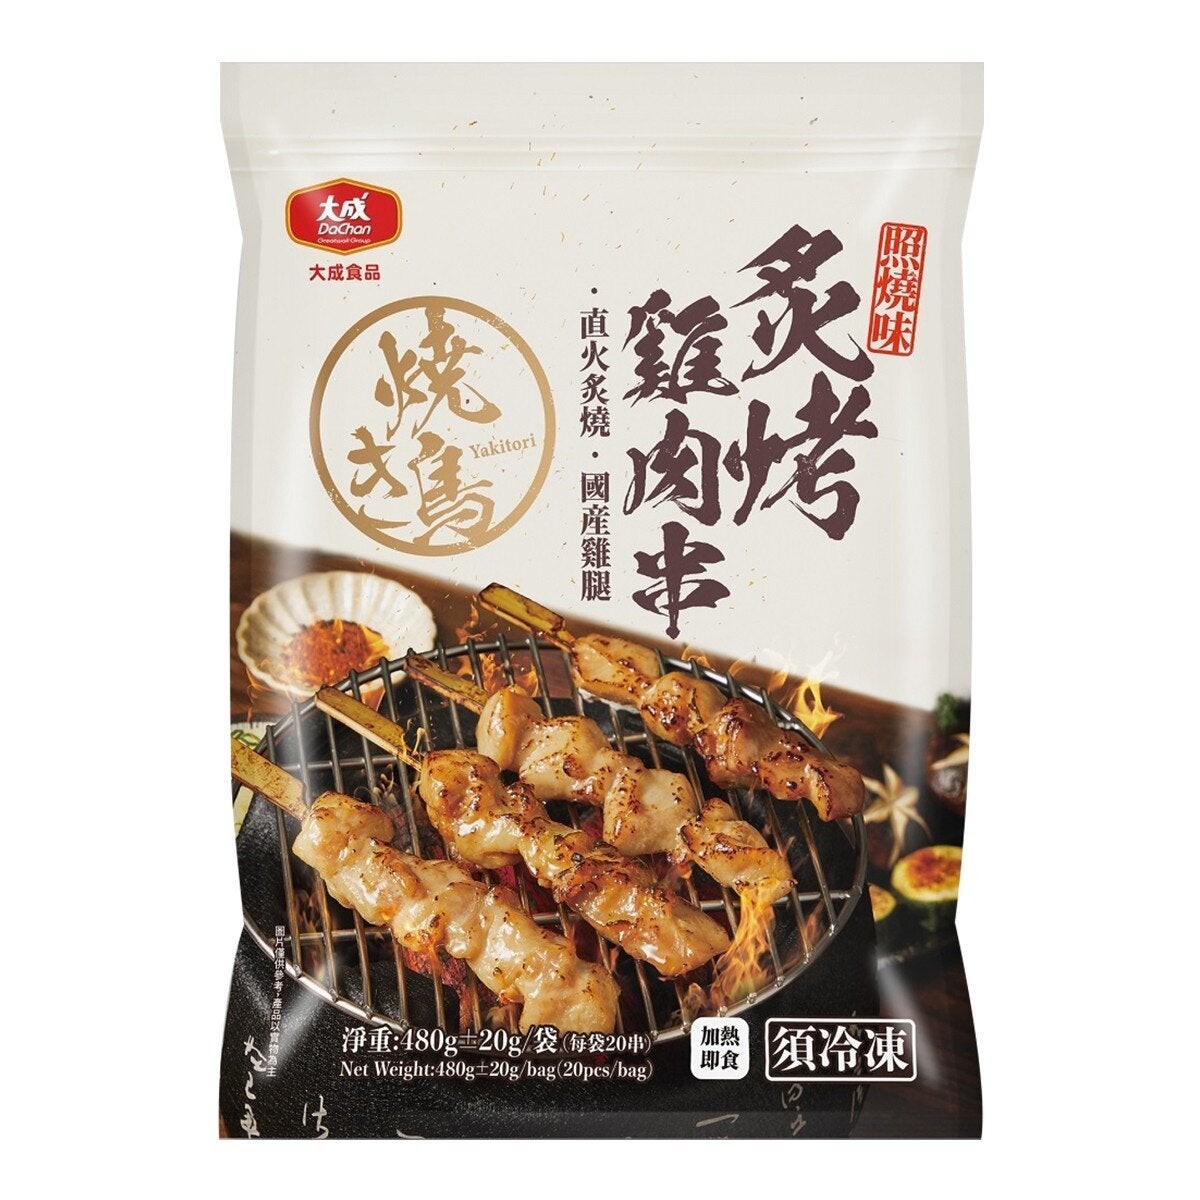 大成
DaChan
Greatwall Group
大成食品
照燒味
炙烤
雞肉串
・直火炙燒・國産雞腿
燒き鳥
Yakitori
圖片僅供參考，產品以實物為主
淨重:480g±20g/袋(每袋20串)
Net Weight:480g±20g/bag(20pcs/bag)
加熱
即食
須冷凍